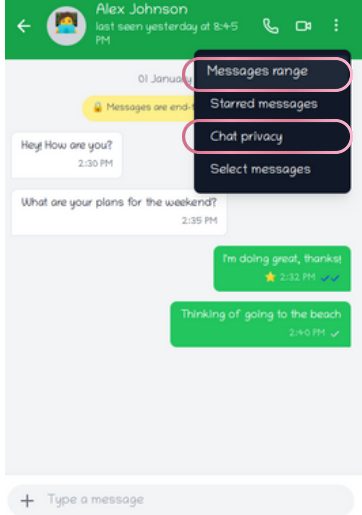 Alex Johnson
last seen yesterday at 8:45
PM
01 January
Messages range
Messages are end-t
Starred messages
Chat privacy
Select messages
Hey! How are you?
2:30 PM
What are your plans for the weekend?
2:35 PM
I'm doing great, thanks!
2:32 PM
Thinking of going to the beach
2:40 PM
Type a message